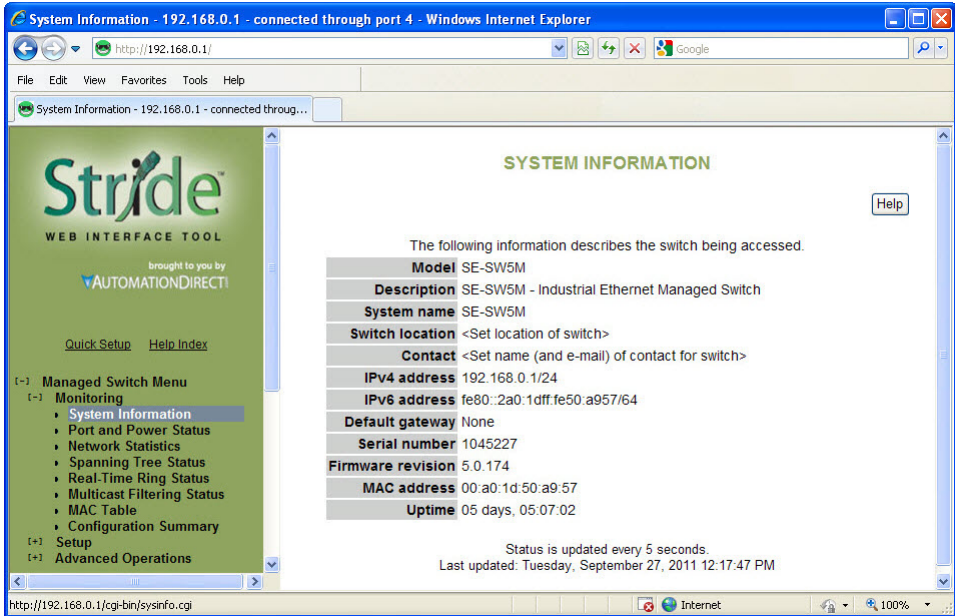 System Information - 192.168.0.1 - connected through port 4 - Windows Internet Explorer
http://192.168.0.1/
Google
File Edit View Favorites Tools Help
System Information - 192.168.0.1 - connected throug...
Stride
WEB INTERFACE TOOL
brought to you by
AUTOMATIONDIRECT
Quick Setup Help Index
[-] Managed Switch Menu
[-] Monitoring
System Information
Port and Power Status
Network Statistics
Spanning Tree Status
Real-Time Ring Status
Multicast Filtering Status
MAC Table
Configuration Summary
[+] Setup
[+] Advanced Operations
SYSTEM INFORMATION
Help
The following information describes the switch being accessed.
Model SE-SW5M
Description SE-SW5M - Industrial Ethernet Managed Switch
System name SE-SW5M
Switch location <Set location of switch>
Contact <Set name (and e-mail) of contact for switch>
IPv4 address 192.168.0.1/24
IPv6 address fe80::2a0:1dff:fe50:a957/64
Default gateway None
Serial number 1045227
Firmware revision 5.0.174
MAC address 00:a0:1d:50:a9:57
Uptime 05 days, 05:07:02
Status is updated every 5 seconds.
Last updated: Tuesday, September 27, 2011 12:17:47 PM
http://192.168.0.1/cgi-bin/sysinfo.cgi
Internet
100%